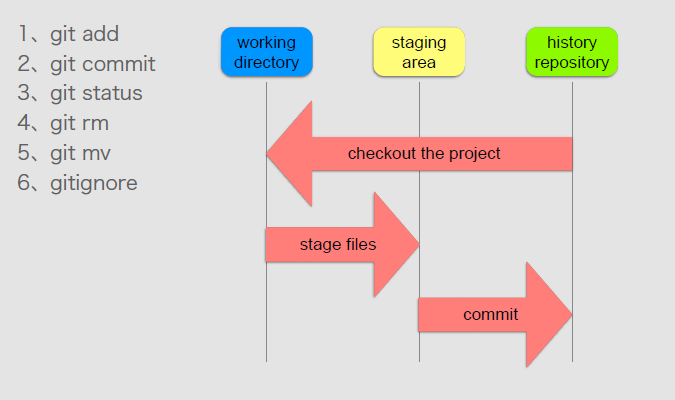 1、git add
2、git commit
3、git status
4、git rm
5、git mv
6、gitignore
working
directory
staging
area
history
repository
checkout the project
stage files
commit